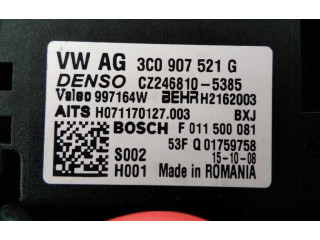 VW AG 3C0 907 521 G
DENSO CZ246810-5385
Valeo 997164W BEHR H2162003
AITS H071170127.003 BXJ
BOSCH F 011 500 081
53F Q 01759758
S002 15-10-08
H001 Made in ROMANIA